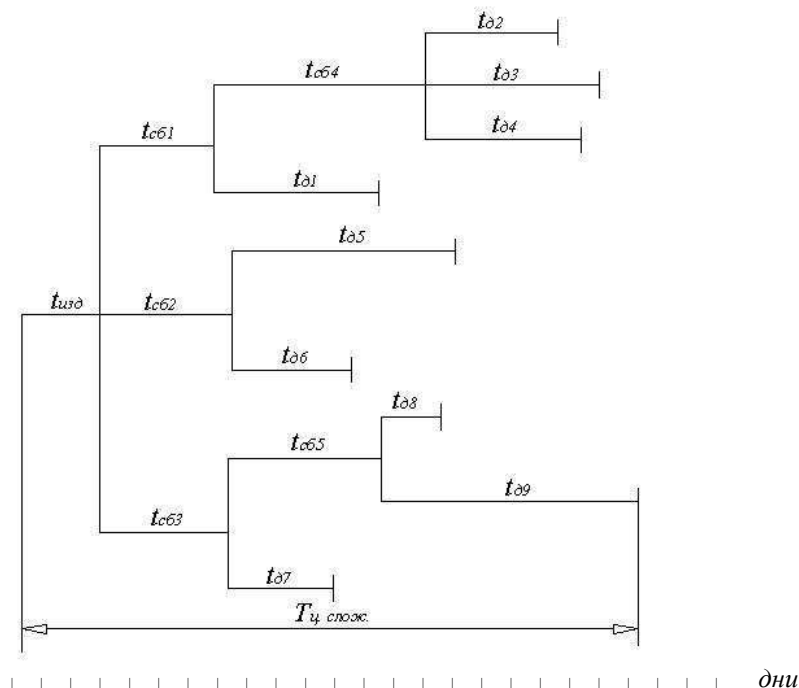 tд2
tсб4
tд3
tд4
tсб1
tд1
tд5
tизд
tсб2
tд6
tд8
tсб5
tд9
tсб3
tд7
Tц слож.
дни